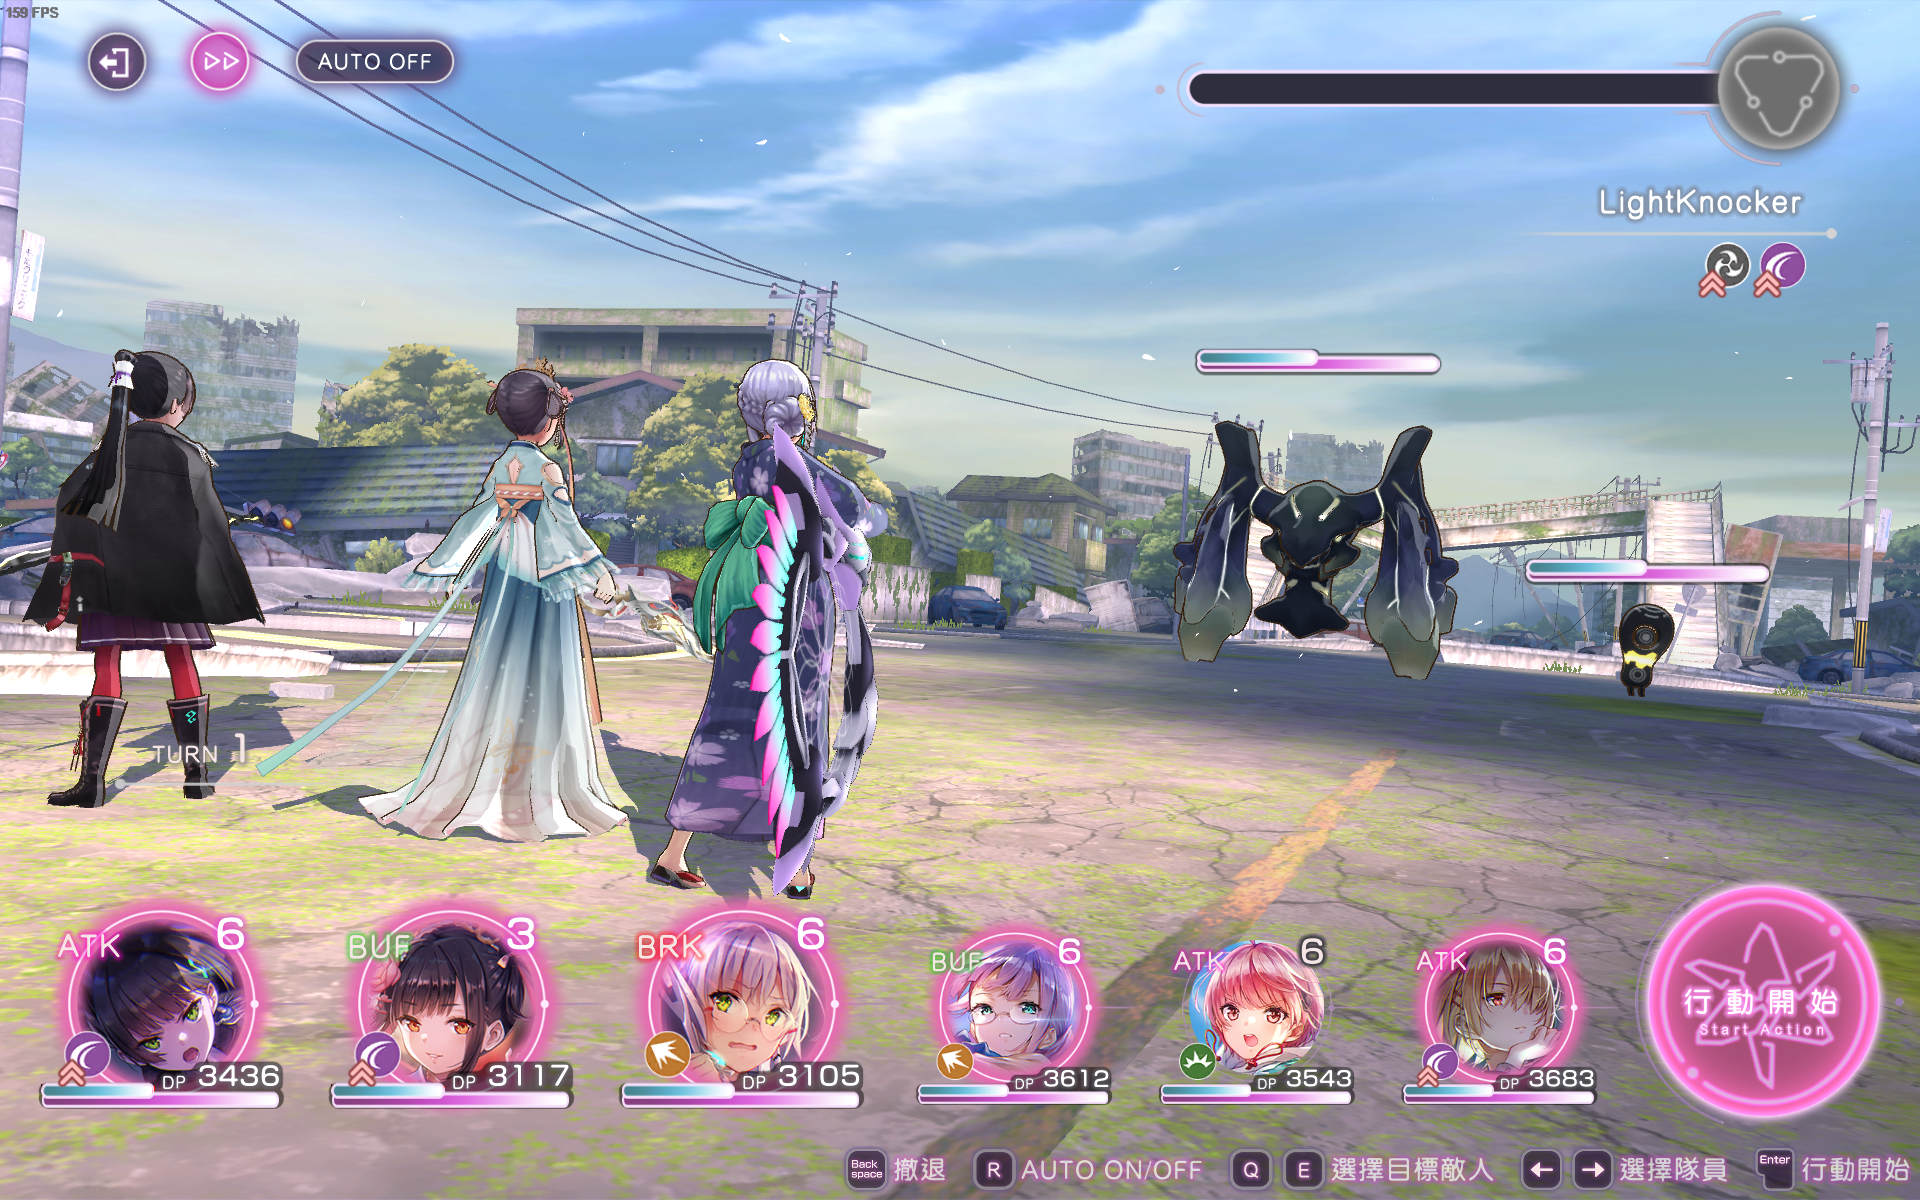 159 FPS
AUTO OFF
LightKnocker
TURN 1
ATK 6
DP 3436
BUF 3
DP 3117
BRK 6
DP 3105
BUF 6
DP 3612
ATK 6
DP 3543
ATK 6
DP 3683
行動開始
Start Action
Back space 撤退
R AUTO ON/OFF
Q E 選擇目標敵人
← → 選擇隊員
Enter 行動開始